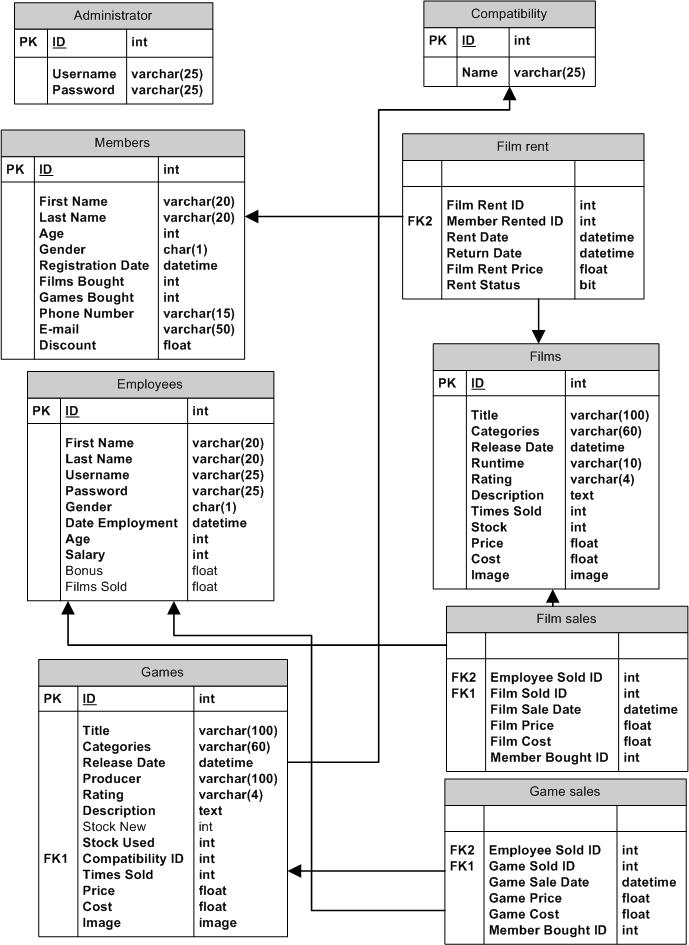 Administrator
PK ID int
Username varchar(25)
Password varchar(25)
Compatibility
PK ID int
Name varchar(25)
Members
PK ID int
First Name varchar(20)
Last Name varchar(20)
Age int
Gender char(1)
Registration Date datetime
Films Bought int
Games Bought int
Phone Number varchar(15)
E-mail varchar(50)
Discount float
Film rent
Film Rent ID int
FK2 Member Rented ID int
Rent Date datetime
Return Date datetime
Film Rent Price float
Rent Status bit
Films
PK ID int
Title varchar(100)
Categories varchar(60)
Release Date datetime
Runtime varchar(10)
Rating varchar(4)
Description text
Times Sold int
Stock int
Price float
Cost float
Image image
Employees
PK ID int
First Name varchar(20)
Last Name varchar(20)
Username varchar(25)
Password varchar(25)
Gender char(1)
Date Employment datetime
Age int
Salary int
Bonus float
Films Sold float
Film sales
FK2 Employee Sold ID int
FK1 Film Sold ID int
Film Sale Date datetime
Film Price float
Film Cost float
Member Bought ID int
Games
PK ID int
Title varchar(100)
Categories varchar(60)
Release Date datetime
Producer varchar(100)
Rating varchar(4)
Description text
Stock New int
Stock Used int
FK1 Compatibility ID int
Times Sold int
Price float
Cost float
Image image
Game sales
FK2 Employee Sold ID int
FK1 Game Sold ID int
Game Sale Date datetime
Game Price float
Game Cost float
Member Bought ID int